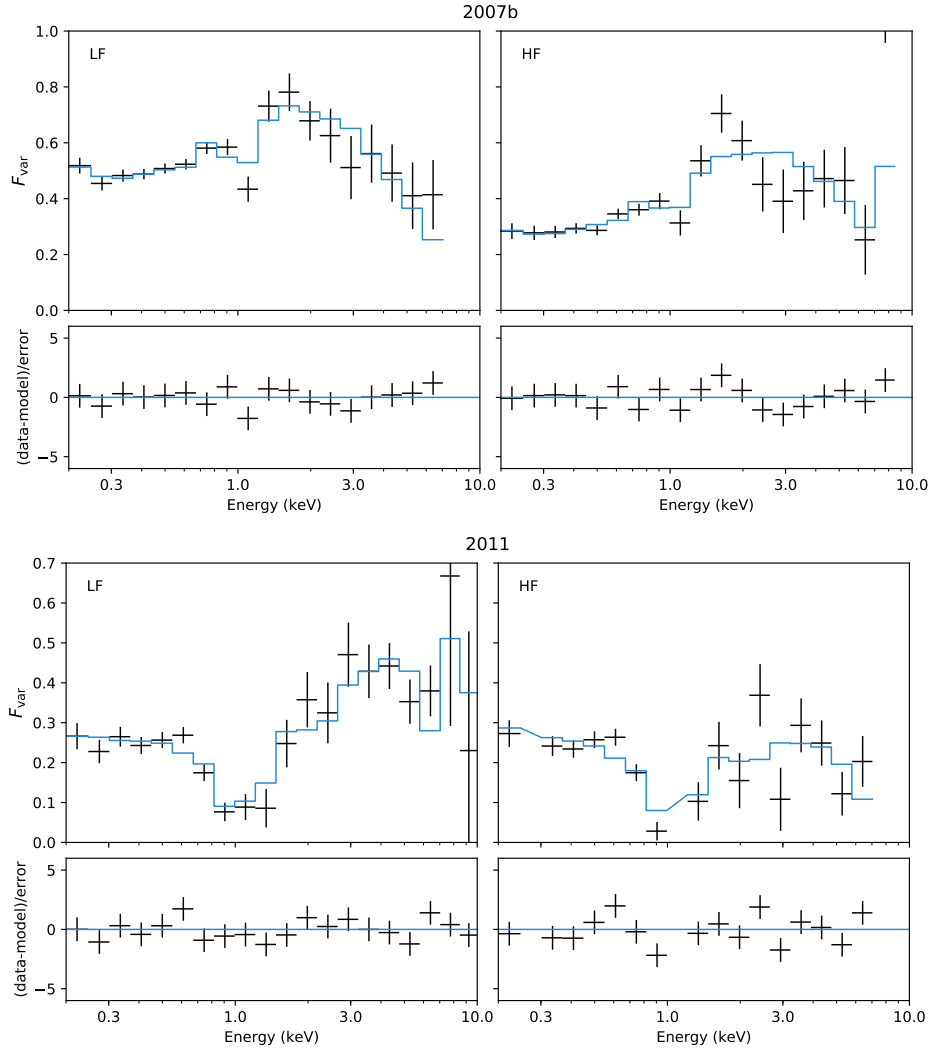 2007b
LF
HF
1.0
0.8
0.6
0.4
0.2
0.0
F_var
5
0
−5
(data-model)/error
0.3 1.0 3.0 10.0
0.3 1.0 3.0 10.0
Energy (keV)
Energy (keV)
2011
LF
HF
0.7
0.6
0.5
0.4
0.3
0.2
0.1
0.0
F_var
5
0
−5
(data-model)/error
0.3 1.0 3.0 10.0
0.3 1.0 3.0 10.0
Energy (keV)
Energy (keV)